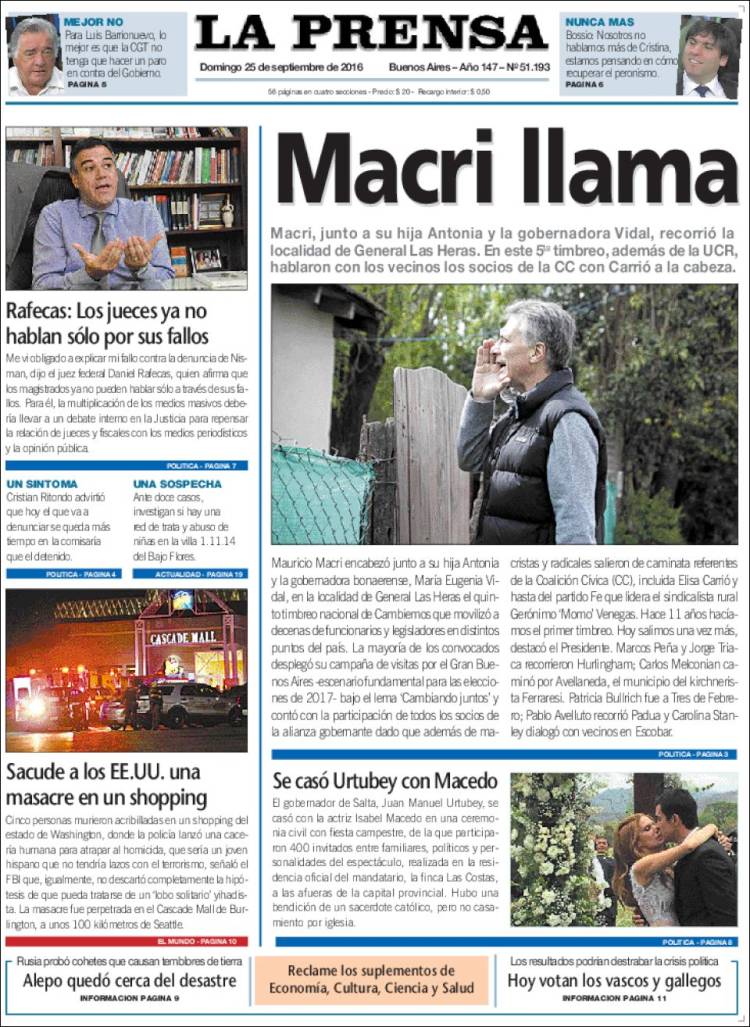 MEJOR NO
Para Luis Barrionuevo, lo
mejor es que la CGT no
tenga que hacer un paro
en contra del Gobierno.
PAGINA 5
LA PRENSA
Domingo 25 de septiembre de 2016 Buenos Aires – Año 147 – Nº 51.193
NUNCA MAS
Bossio: Nosotros no
hablamos más de Cristina,
estamos pensando en cómo
recuperar el peronismo.
PAGINA 6
56 páginas en cuatro secciones - Precio: $ 20 - Recargo interior: $ 0,50
Rafecas: Los jueces ya no
hablan sólo por sus fallos
Me vi obligado a explicar mi fallo contra la denuncia de Nis-
man, dijo el juez federal Daniel Rafecas, quien afirma que
los magistrados ya no pueden hablar sólo a través de sus fa-
llos. Para él, la multiplicación de los medios masivos debe-
ría llevar a un debate interno en la Justicia para repensar
la relación de jueces y fiscales con los medios periodísticos
y la opinión pública.
POLITICA - PAGINA 7
UN SINTOMA
Cristian Ritondo advirtió
que hoy el que va a
denunciar se queda más
tiempo en la comisaría
que el detenido.
POLITICA - PAGINA 4
UNA SOSPECHA
Ante doce casos,
investigan si hay una
red de trata y abuso de
niñas en la villa 1.11.14
del Bajo Flores.
ACTUALIDAD - PAGINA 19
CASCADE MALL
Sacude a los EE.UU. una
masacre en un shopping
Cinco personas murieron acribilladas en un shopping del
estado de Washington, donde la policía lanzó una cace-
ría humana para atrapar al homicida, que sería un joven
hispano que no tendría lazos con el terrorismo, señaló el
FBI que, igualmente, no descartó completamente la hipó-
tesis de que pueda tratarse de un 'lobo solitario' yihadis-
ta. La masacre fue perpetrada en el Cascade Mall de Bur-
lington, a unos 100 kilómetros de Seattle.
EL MUNDO - PAGINA 10
Macri llama
Macri, junto a su hija Antonia y la gobernadora Vidal, recorrió la
localidad de General Las Heras. En este 5º timbreo, además de la UCR,
hablaron con los vecinos los socios de la CC con Carrió a la cabeza.
Mauricio Macri encabezó junto a su hija Antonia
y la gobernadora bonaerense, María Eugenia Vi-
dal, en la localidad de General Las Heras el quin-
to timbreo nacional de Cambiemos que movilizó a
decenas de funcionarios y legisladores en distintos
puntos del país. La mayoría de los convocados
desplegó su campaña de visitas por el Gran Bue-
nos Aires -escenario fundamental para las eleccio-
nes de 2017- bajo el lema 'Cambiando juntos' y
contó con la participación de todos los socios de
la alianza gobernante dado que además de ma-
cristas y radicales salieron de caminata referentes
de la Coalición Cívica (CC), incluida Elisa Carrió y
hasta del partido Fe que lidera el sindicalista rural
Gerónimo 'Momo' Venegas. Hace 11 años hacía-
mos el primer timbreo. Hoy salimos una vez más,
destacó el Presidente. Marcos Peña y Jorge Tria-
ca recorrieron Hurlingham; Carlos Melconian ca-
minó por Avellaneda, el municipio del kirchneris-
ta Ferraresi. Patricia Bullrich fue a Tres de Febre-
ro; Pablo Avelluto recorrió Padua y Carolina Stan-
ley dialogó con vecinos en Escobar.
POLITICA - PAGINA 3
Se casó Urtubey con Macedo
El gobernador de Salta, Juan Manuel Urtubey, se
casó con la actriz Isabel Macedo en una ceremo-
nia civil con fiesta campestre, de la que participa-
ron 400 invitados entre familiares, políticos y per-
sonalidades del espectáculo, realizada en la resi-
dencia oficial del mandatario, la finca Las Costas,
a las afueras de la capital provincial. Hubo una
bendición de un sacerdote católico, pero no casa-
miento por iglesia.
POLITICA - PAGINA 8
Rusia probó cohetes que causan temblores de tierra
Alepo quedó cerca del desastre
INFORMACION PAGINA 9
Reclame los suplementos de
Economía, Cultura, Ciencia y Salud
Los resultados podrían destrabar la crisis política
Hoy votan los vascos y gallegos
INFORMACION PAGINA 11